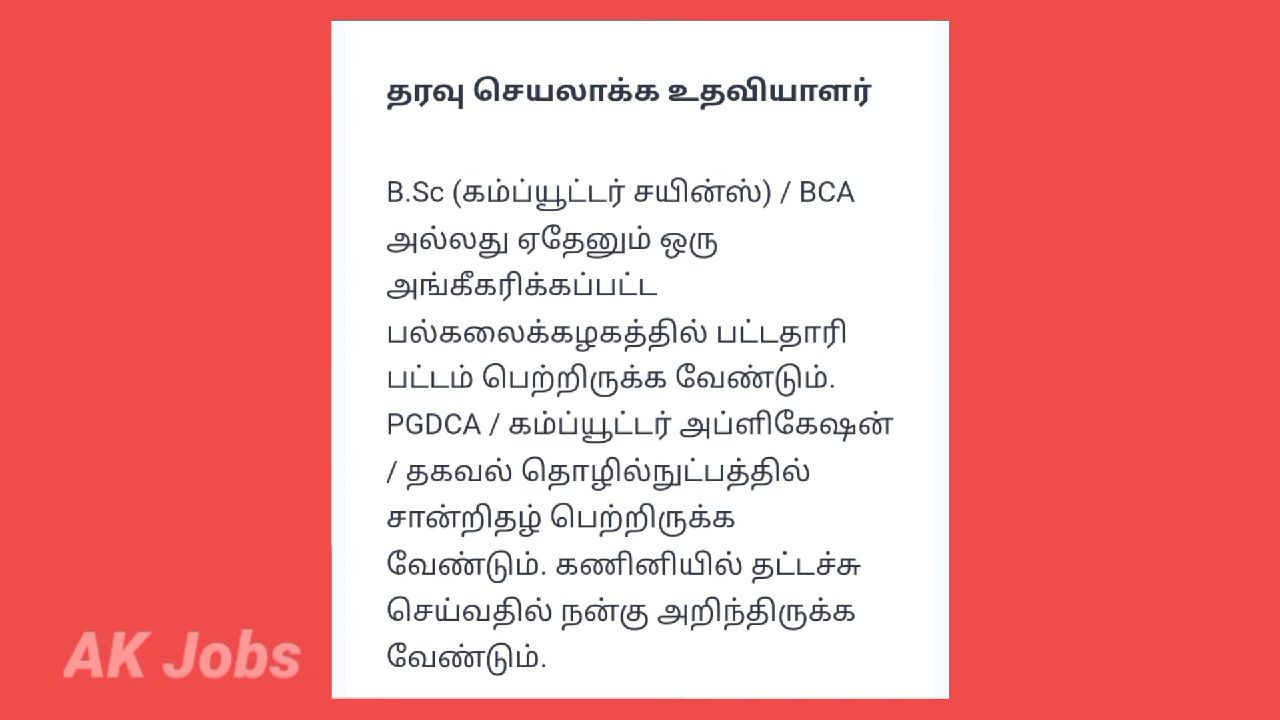 தரவு செயலாக்க உதவியாளர்
B.Sc (கம்ப்யூட்டர் சயின்ஸ்) / BCA
அல்லது ஏதேனும் ஒரு
அங்கீகரிக்கப்பட்ட
பல்கலைக்கழகத்தில் பட்டதாரி
பட்டம் பெற்றிருக்க வேண்டும்.
PGDCA / கம்ப்யூட்டர் அப்ளிகேஷன்
/ தகவல் தொழில்நுட்பத்தில்
சான்றிதழ் பெற்றிருக்க
வேண்டும். கணினியில் தட்டச்சு
செய்வதில் நன்கு அறிந்திருக்க
வேண்டும்.
AK Jobs